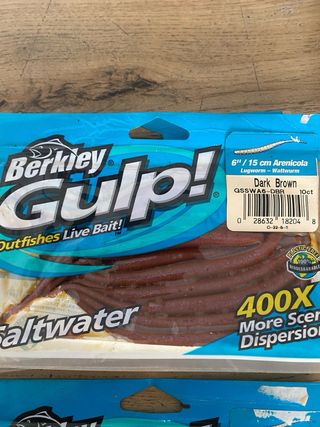 Berkley
Gulp!
Outfishes Live Bait!
Saltwater
6" / 15 cm Arenicola
Lugworm - Wattwurm
Dark Brown
GSSWA6-DBR 10ct
0 28632 18204 8
400X
More Scent
Dispersion